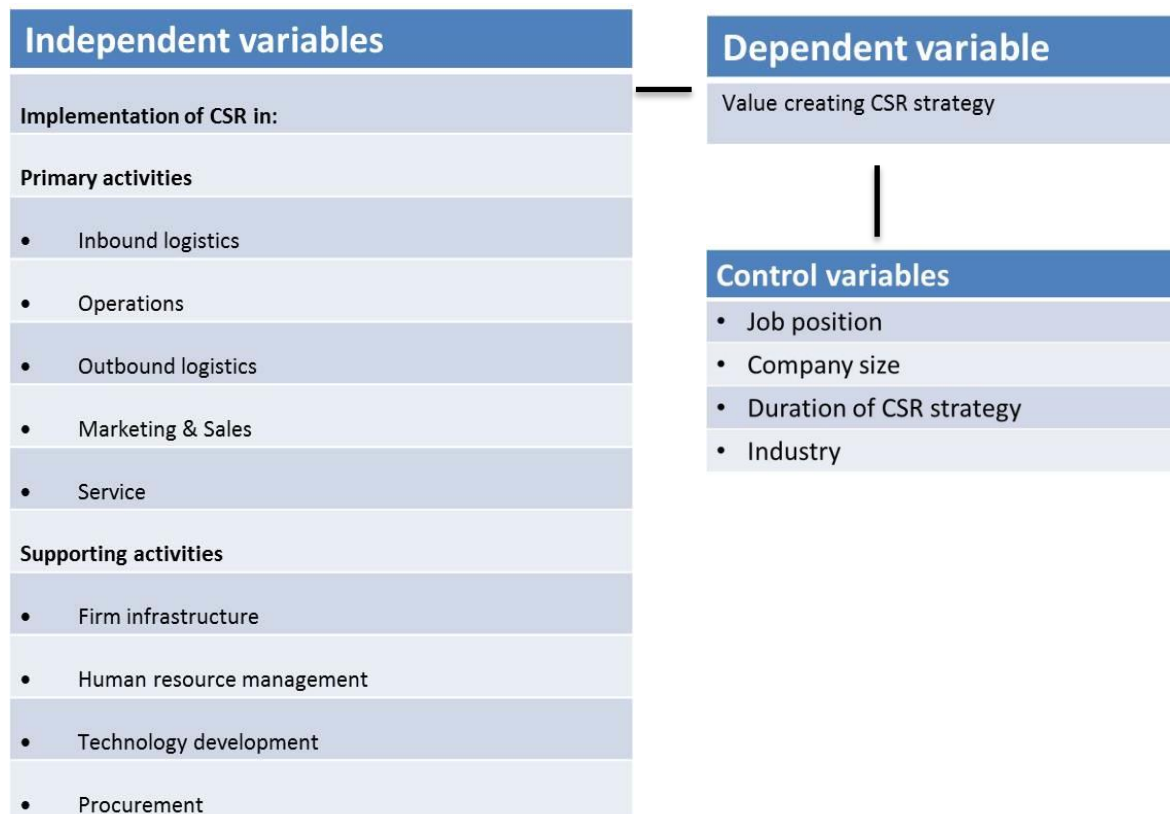 Independent variables
Implementation of CSR in:
Primary activities
• Inbound logistics
• Operations
• Outbound logistics
• Marketing & Sales
• Service
Supporting activities
• Firm infrastructure
• Human resource management
• Technology development
• Procurement
Dependent variable
Value creating CSR strategy
Control variables
• Job position
• Company size
• Duration of CSR strategy
• Industry